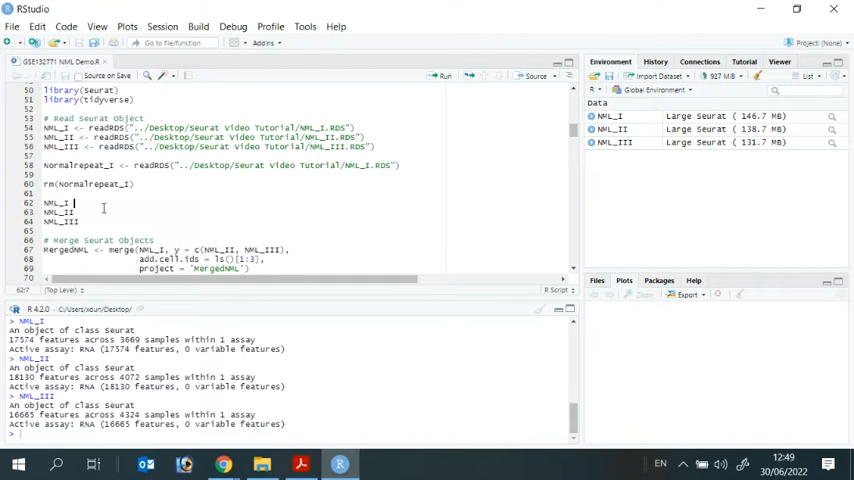 RStudio
File Edit Code View Plots Session Build Debug Profile Tools Help
Go to file/function Addins Project: (None)
GSE132771 NML Demo.R
Source on Save Run Source
50 library(Seurat)
51 library(tidyverse)
52
53 # Read Seurat Object
54 NML_I <- readRDS("../Desktop/Seurat Video Tutorial/NML_I.RDS")
55 NML_II <- readRDS("../Desktop/Seurat Video Tutorial/NML_II.RDS")
56 NML_III <- readRDS("../Desktop/Seurat Video Tutorial/NML_III.RDS")
57
58 Normalrepeat_I <- readRDS("../Desktop/Seurat Video Tutorial/NML_I.RDS")
59
60 rm(Normalrepeat_I)
61
62 NML_I
63 NML_II
64 NML_III
65
66 # Merge Seurat Objects
67 MergedNML <- merge(NML_I, y = c(NML_II, NML_III),
68 add.cell.ids = ls()[1:3],
69 project = 'MergedNML')
70
62:7 (Top Level) R Script
R 4.2.0 · C:/Users/xdun/Desktop/
> NML_I
An object of class Seurat
17574 features across 3669 samples within 1 assay
Active assay: RNA (17574 features, 0 variable features)
> NML_II
An object of class Seurat
18130 features across 4072 samples within 1 assay
Active assay: RNA (18130 features, 0 variable features)
> NML_III
An object of class Seurat
16665 features across 4324 samples within 1 assay
Active assay: RNA (16665 features, 0 variable features)
>
Environment History Connections Tutorial Viewer
Import Dataset 927 MiB List
R Global Environment
Data
NML_I Large Seurat ( 146.7 MB)
NML_II Large Seurat ( 138.7 MB)
NML_III Large Seurat ( 131.7 MB)
Files Plots Packages Help
Zoom Export
EN
12:49
30/06/2022